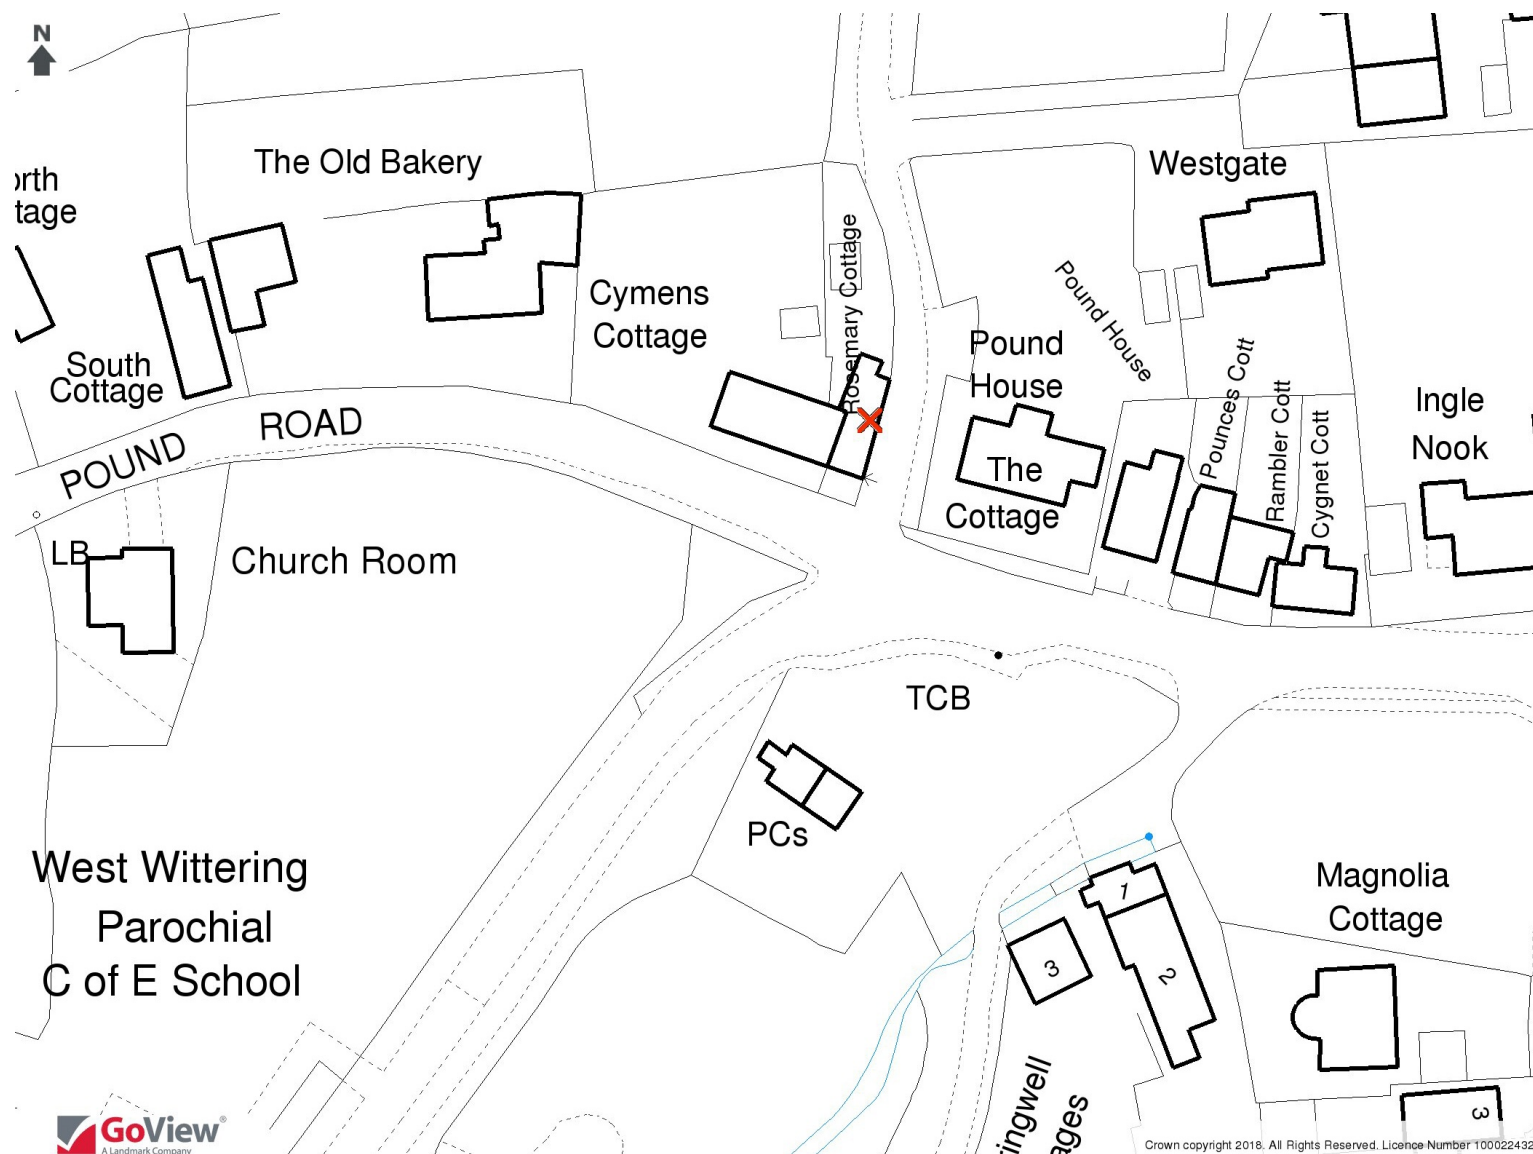 N
The Old Bakery
Westgate
orth
tage
Rosemary Cottage
Cymens
Cottage
Pound House
Pound
House
South
Cottage
Pounces Cott
Rambler Cott
Cygnet Cott
Ingle
Nook
POUND ROAD
The
Cottage
LB
Church Room
TCB
PCs
West Wittering
Parochial
C of E School
1
2
3
Magnolia
Cottage
ingwell
ages
3
GoView®
A Landmark Company
Crown copyright 2018. All Rights Reserved. Licence Number 100022432